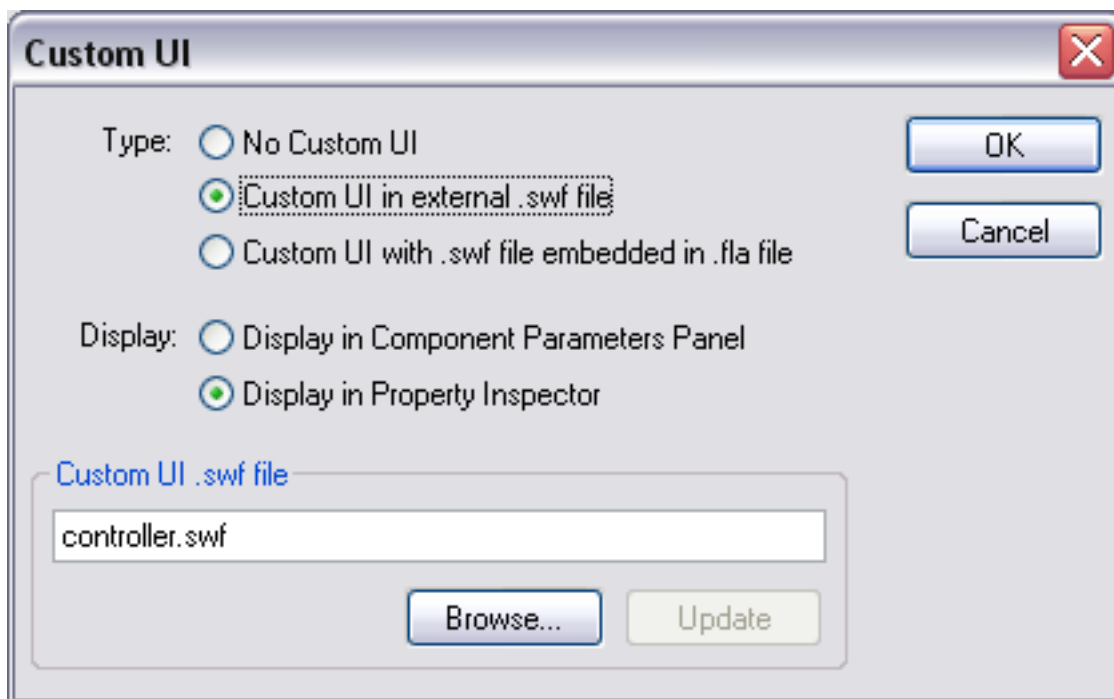 Custom UI
Type: No Custom UI
OK
Custom UI in external .swf file
Cancel
Custom UI with .swf file embedded in .fla file
Display: Display in Component Parameters Panel
Display in Property Inspector
Custom UI .swf file
controller.swf
Browse... Update